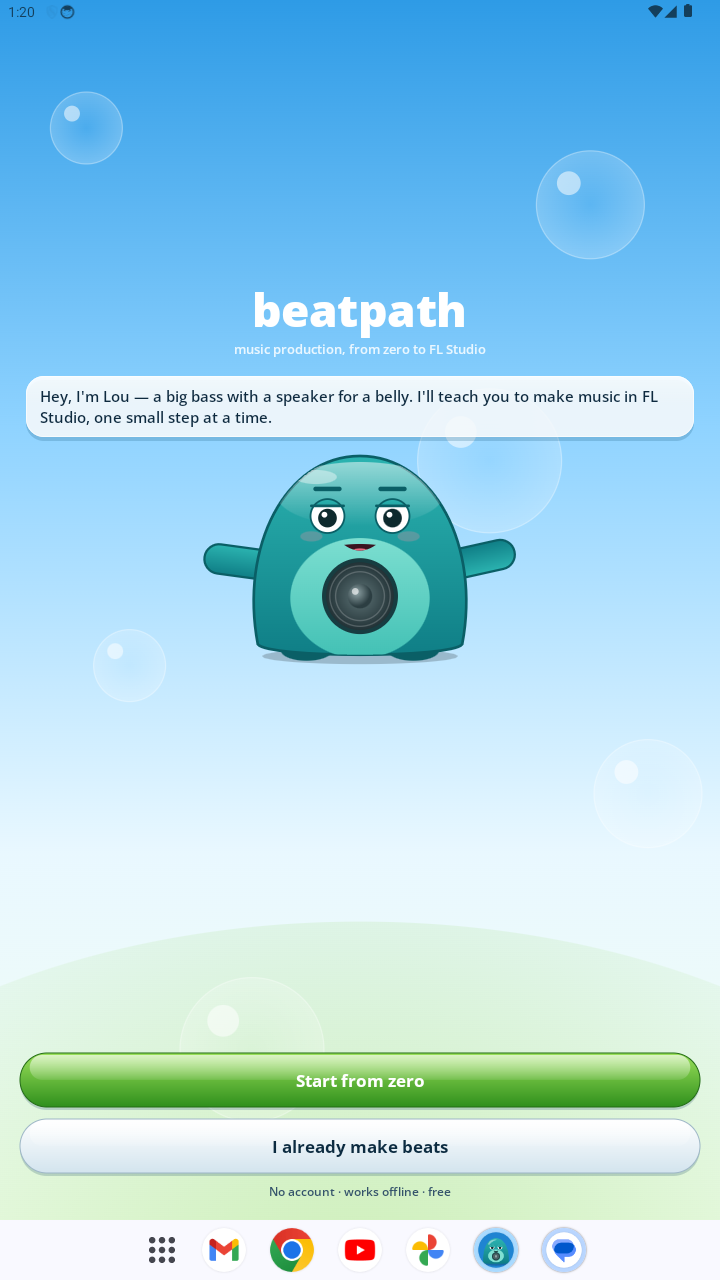 1:20
beatpath
music production, from zero to FL Studio
Hey, I'm Lou — a big bass with a speaker for a belly. I'll teach you to make music in FL
Studio, one small step at a time.
Start from zero
I already make beats
No account · works offline · free